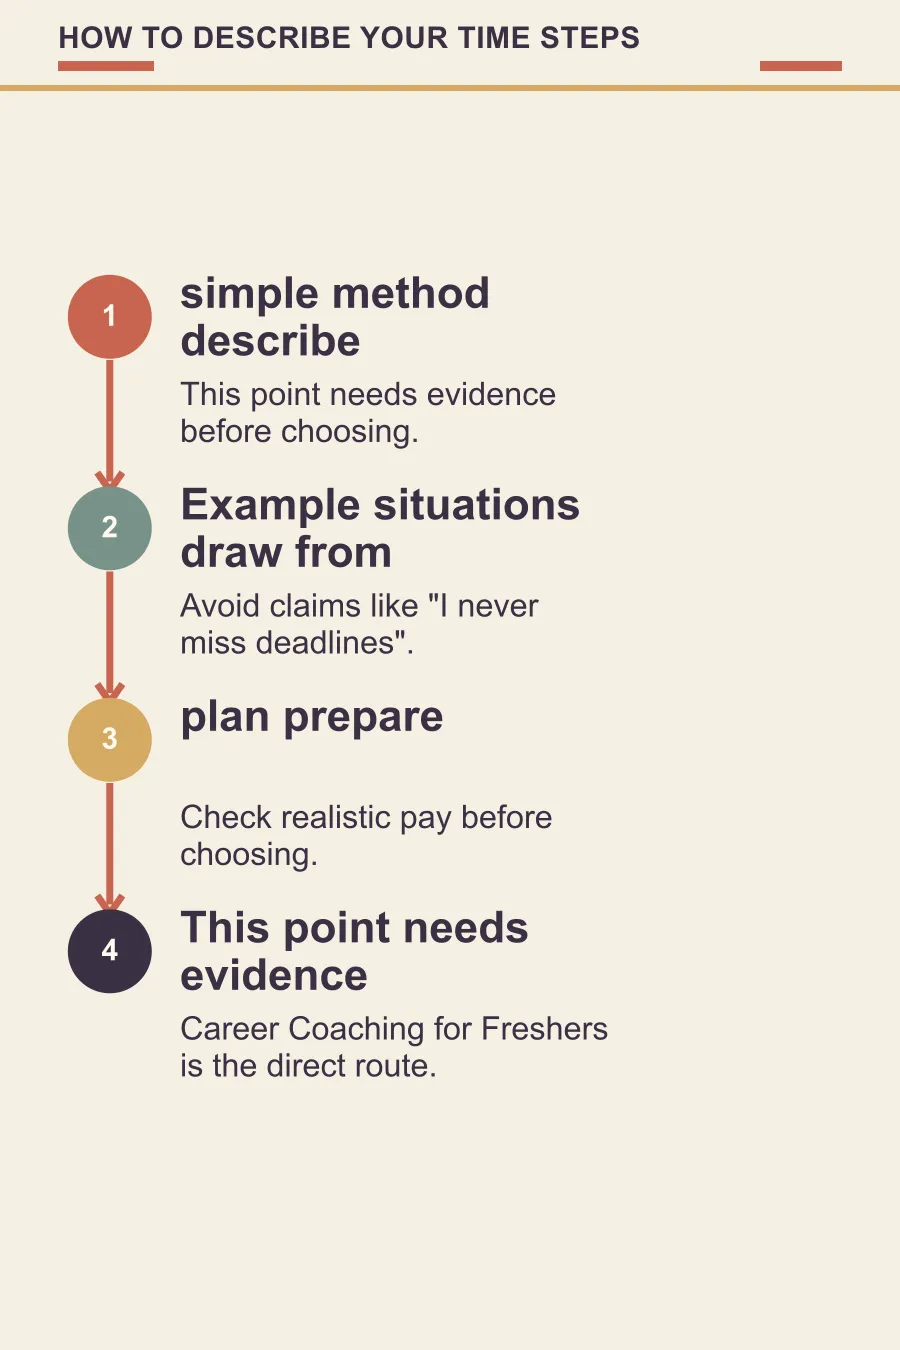 HOW TO DESCRIBE YOUR TIME STEPS
1
simple method
describe
This point needs evidence
before choosing.
2
Example situations
draw from
Avoid claims like "I never
miss deadlines".
3
plan prepare
Check realistic pay before
choosing.
4
This point needs
evidence
Career Coaching for Freshers
is the direct route.